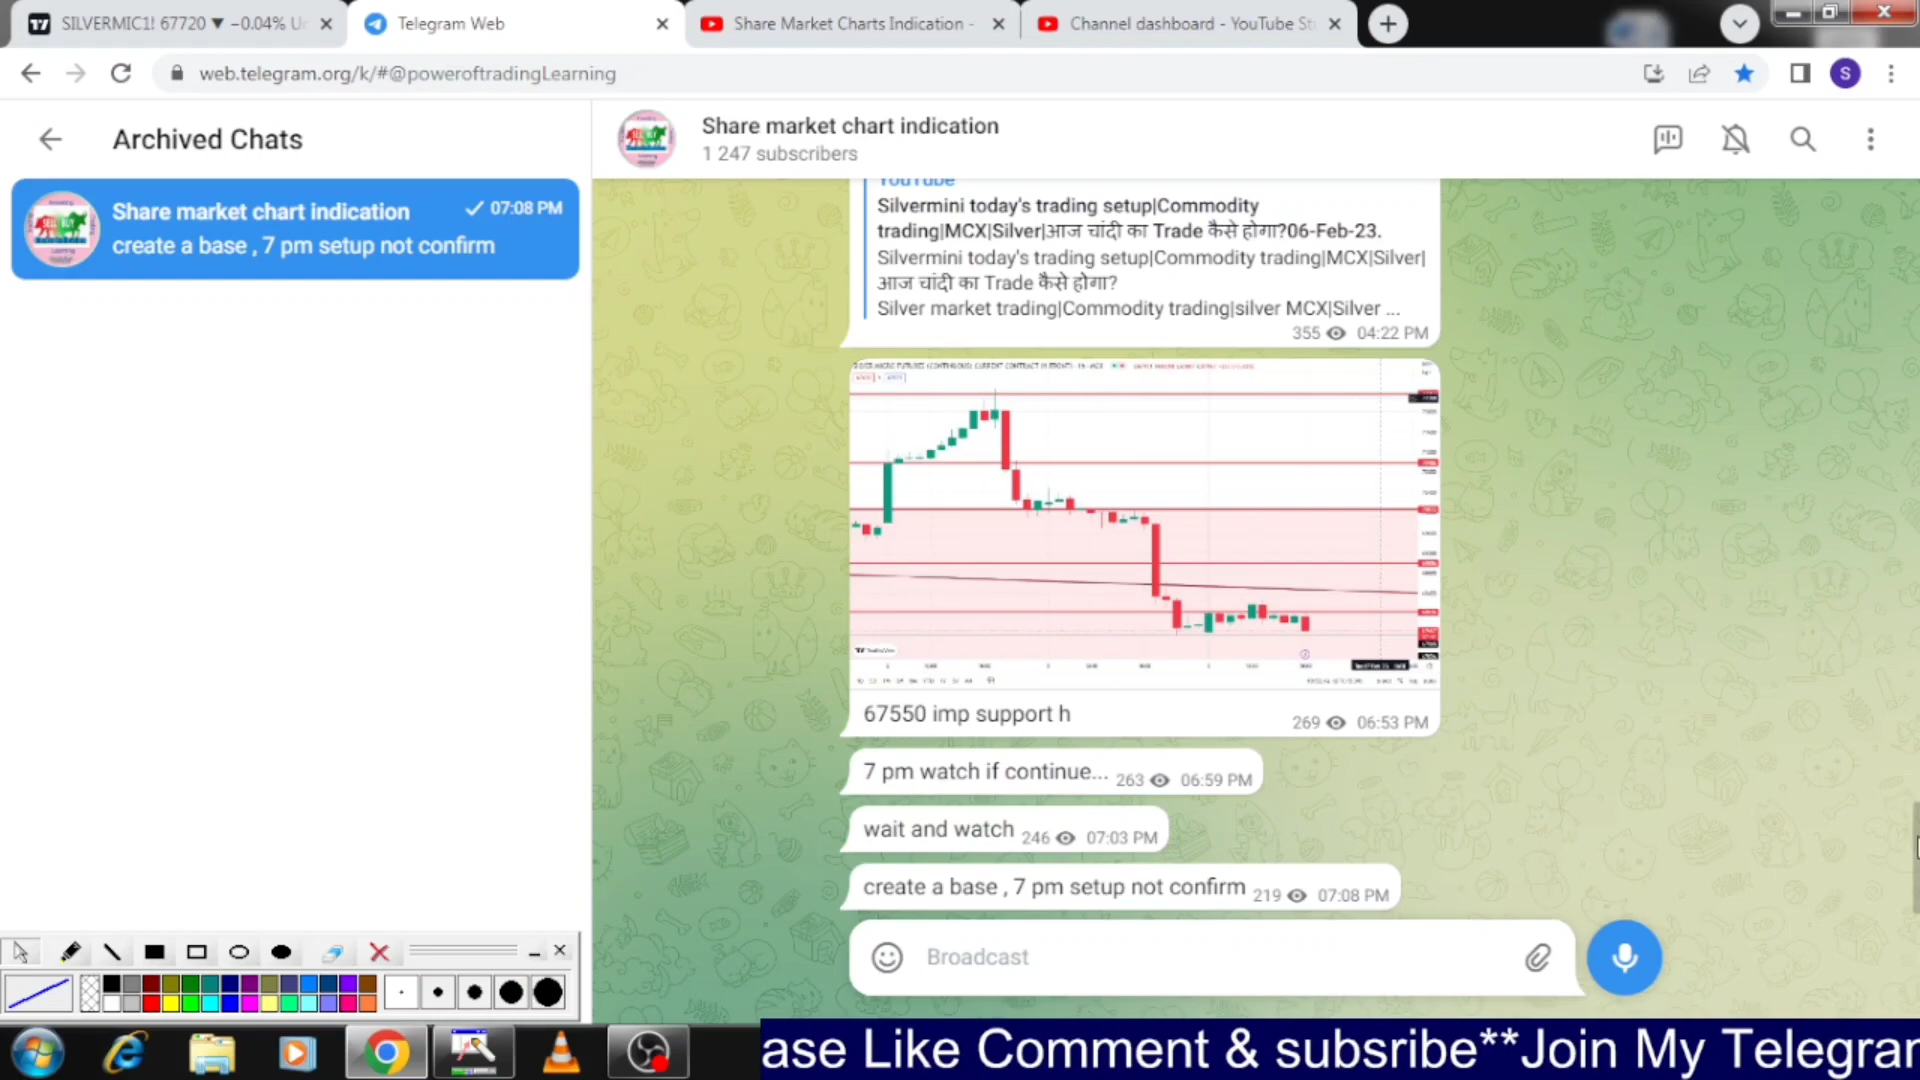 SILVERMIC1! 67720 ▼ −0.04% Un
Telegram Web
Share Market Charts Indication -
Channel dashboard - YouTube St
web.telegram.org/k/#@poweroftradingLearning
S
Archived Chats
Share market chart indication
07:08 PM
create a base , 7 pm setup not confirm
Share market chart indication
1 247 subscribers
YouTube
Silvermini today's trading setup|Commodity
trading|MCX|Silver|आज चांदी का Trade कैसे होगा?06-Feb-23.
Silvermini today's trading setup|Commodity trading|MCX|Silver|
आज चांदी का Trade कैसे होगा?
Silver market trading|Commodity trading|silver MCX|Silver ...
355 04:22 PM
67550 imp support h
269 06:53 PM
7 pm watch if continue... 263 06:59 PM
wait and watch 246 07:03 PM
create a base , 7 pm setup not confirm 219 07:08 PM
Broadcast
ase Like Comment & subsribe**Join My Telegran